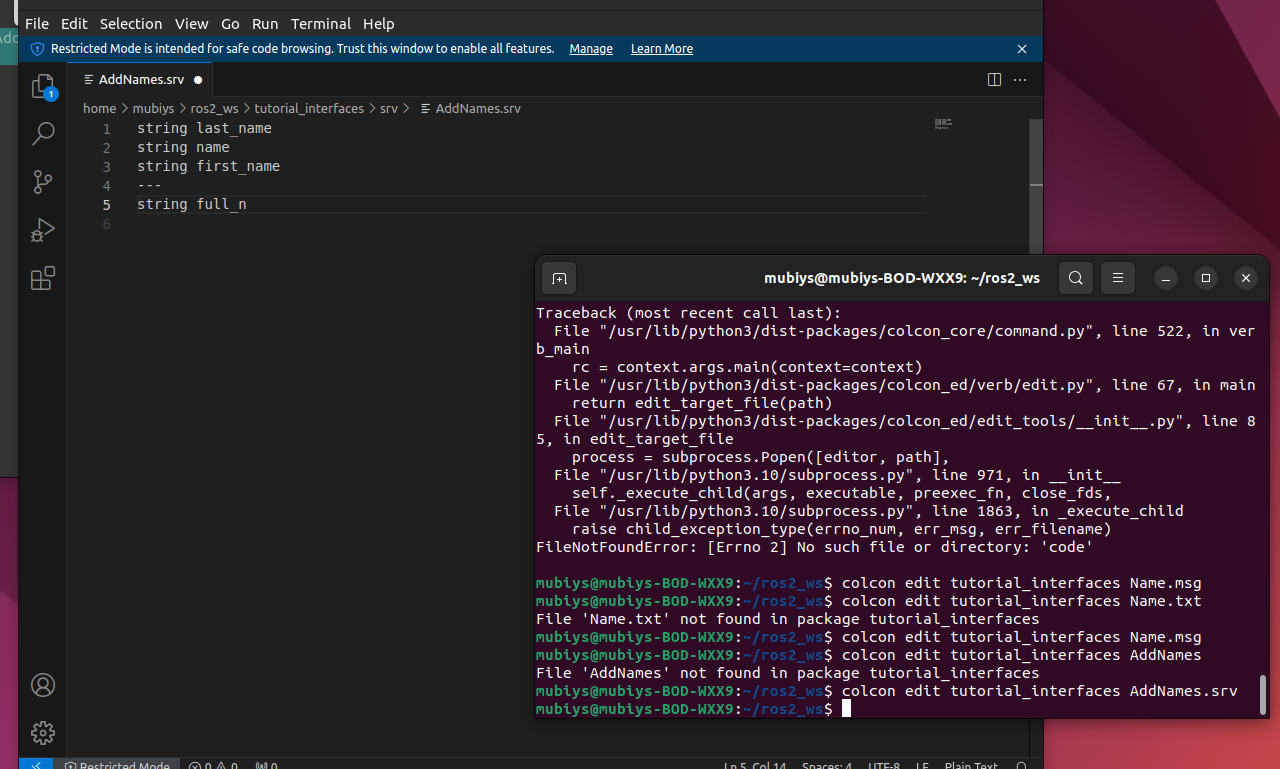 File Edit Selection View Go Run Terminal Help
Restricted Mode is intended for safe code browsing. Trust this window to enable all features. Manage Learn More
1
AddNames.srv
home > mubiys > ros2_ws > tutorial_interfaces > srv > AddNames.srv
1 string last_name
2 string name
3 string first_name
4 ---
5 string full_n
6
mubiys@mubiys-BOD-WXX9: ~/ros2_ws
Traceback (most recent call last):
  File "/usr/lib/python3/dist-packages/colcon_core/command.py", line 522, in ver
b_main
    rc = context.args.main(context=context)
  File "/usr/lib/python3/dist-packages/colcon_ed/verb/edit.py", line 67, in main
    return edit_target_file(path)
  File "/usr/lib/python3/dist-packages/colcon_ed/edit_tools/__init__.py", line 8
5, in edit_target_file
    process = subprocess.Popen([editor, path],
  File "/usr/lib/python3.10/subprocess.py", line 971, in __init__
    self._execute_child(args, executable, preexec_fn, close_fds,
  File "/usr/lib/python3.10/subprocess.py", line 1863, in _execute_child
    raise child_exception_type(errno_num, err_msg, err_filename)
FileNotFoundError: [Errno 2] No such file or directory: 'code'
mubiys@mubiys-BOD-WXX9:~/ros2_ws$ colcon edit tutorial_interfaces Name.msg
mubiys@mubiys-BOD-WXX9:~/ros2_ws$ colcon edit tutorial_interfaces Name.txt
File 'Name.txt' not found in package tutorial_interfaces
mubiys@mubiys-BOD-WXX9:~/ros2_ws$ colcon edit tutorial_interfaces Name.msg
mubiys@mubiys-BOD-WXX9:~/ros2_ws$ colcon edit tutorial_interfaces AddNames
File 'AddNames' not found in package tutorial_interfaces
mubiys@mubiys-BOD-WXX9:~/ros2_ws$ colcon edit tutorial_interfaces AddNames.srv
mubiys@mubiys-BOD-WXX9:~/ros2_ws$
Restricted Mode 0 0 0 Ln 5, Col 14 Spaces: 4 UTF-8 LF Plain Text